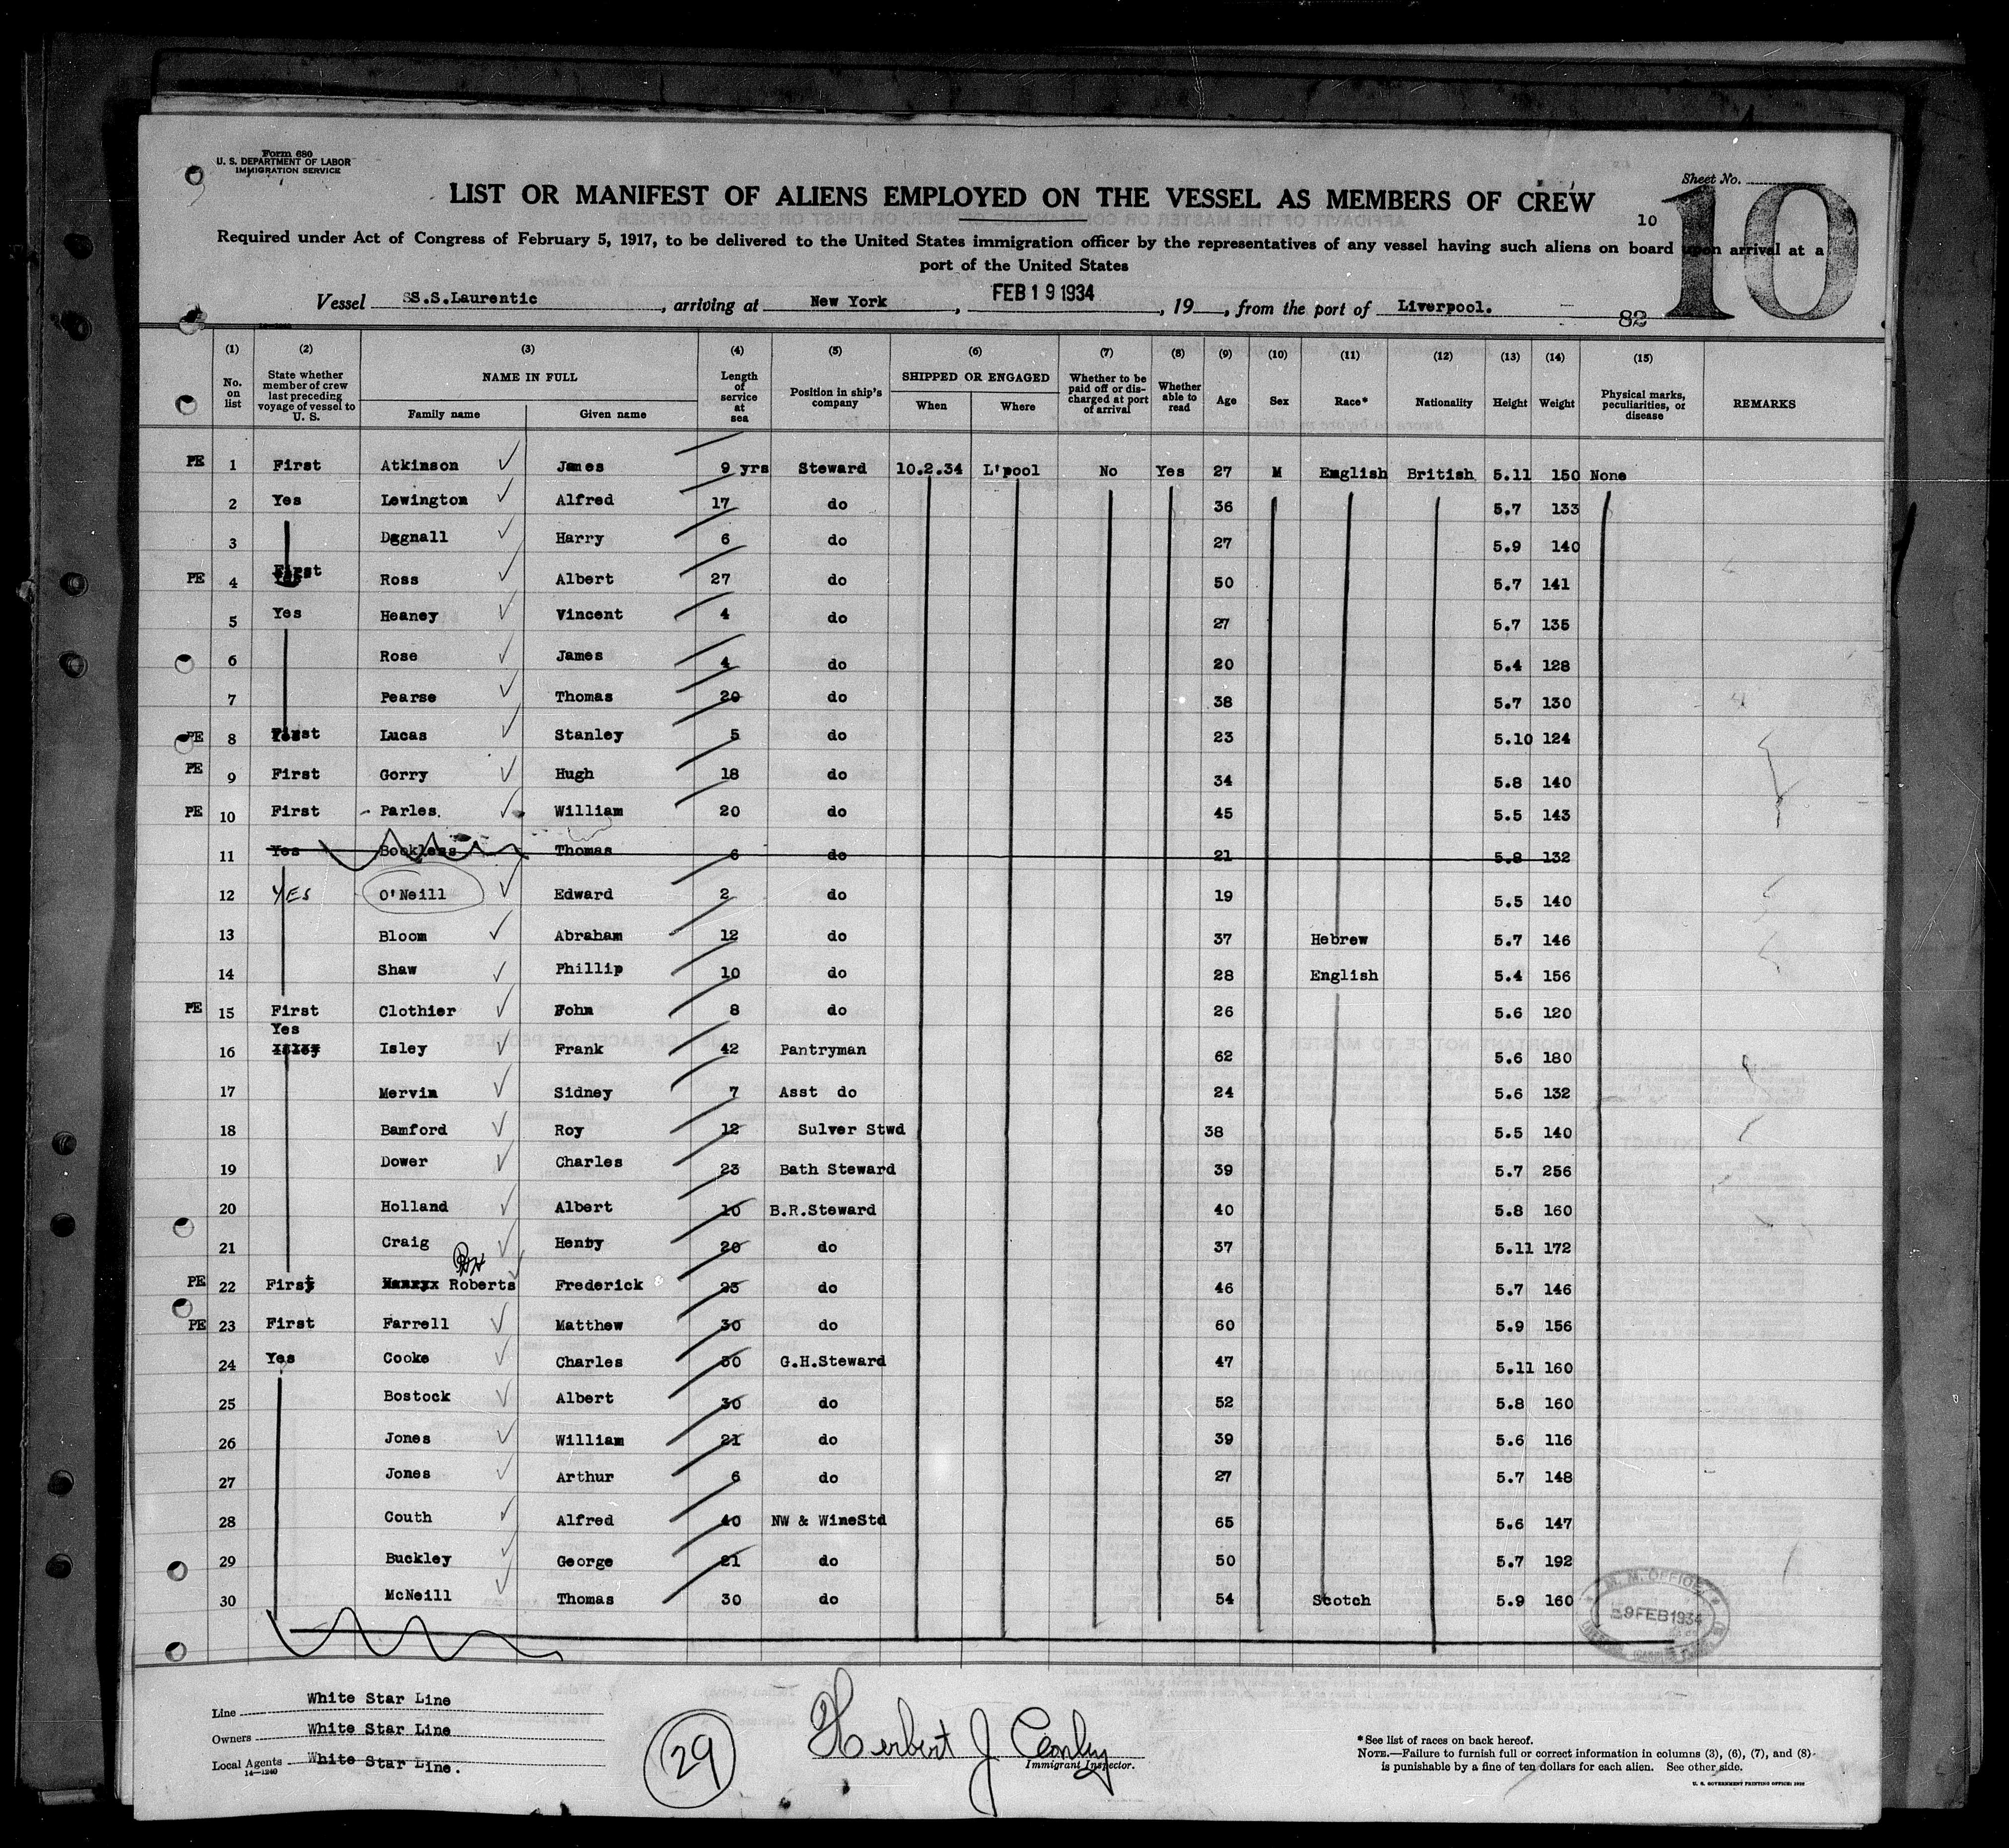 Form 680
U. S. DEPARTMENT OF LABOR
IMMIGRATION SERVICE
Sheet No.
10
LIST OR MANIFEST OF ALIENS EMPLOYED ON THE VESSEL AS MEMBERS OF CREW
10
Required under Act of Congress of February 5, 1917, to be delivered to the United States immigration officer by the representatives of any vessel having such aliens on board upon arrival at a
port of the United States
Vessel SS.S.Laurentic, arriving at New York, FEB 19 1934, 19, from the port of Liverpool.
82
(1) (2) (3) (4) (5) (6) (7) (8) (9) (10) (11) (12) (13) (14) (15)
No. on list State whether member of crew last preceding voyage of vessel to U. S. NAME IN FULL Family name Given name Length of service at sea Position in ship's company SHIPPED OR ENGAGED When Where Whether to be paid off or discharged at port of arrival Whether able to read Age Sex Race* Nationality Height Weight Physical marks, peculiarities, or disease REMARKS
PE 1 First Atkinson James 9 yrs Steward 10.2.34 L'pool No Yes 27 M English British 5.11 150 None
2 Yes Lewington Alfred 17 do 36 5.7 133
3 Dggnall Harry 6 do 27 5.9 140
PE 4 First Ross Albert 27 do 50 5.7 141
5 Yes Heaney Vincent 4 do 27 5.7 135
6 Rose James 4 do 20 5.4 128
7 Pearse Thomas 20 do 38 5.7 130
PE 8 First Lucas Stanley 5 do 23 5.10 124
PE 9 First Gorry Hugh 18 do 34 5.8 140
PE 10 First Parles. William 20 do 45 5.5 143
11 Yes Bookless Thomas 6 do 21 5.8 132
12 YES O'Neill Edward 2 do 19 5.5 140
13 Bloom Abraham 12 do 37 Hebrew 5.7 146
14 Shaw Phillip 10 do 28 English 5.4 156
PE 15 First Clothier Fohn 8 do 26 5.6 120
Yes
16 Isley Frank 42 Pantryman 62 5.6 180
17 Mervin Sidney 7 Asst do 24 5.6 132
18 Bamford Roy 12 Sulver Stwd 38 5.5 140
19 Dower Charles 23 Bath Steward 39 5.7 256
20 Holland Albert 10 B.R.Steward 40 5.8 160
21 Craig Henby 20 do 37 5.11 172
PE 22 First Roberts Frederick 23 do 46 5.7 146
PE 23 First Farrell Matthew 30 do 60 5.9 156
24 Yes Cooke Charles 30 G.H.Steward 47 5.11 160
25 Bostock Albert 30 do 52 5.8 160
26 Jones William 21 do 39 5.6 116
27 Jones Arthur 6 do 27 5.7 148
28 Couth Alfred 40 NW & WineStd 65 5.6 147
29 Buckley George 21 do 50 5.7 192
30 McNeill Thomas 30 do 54 Scotch 5.9 160
M. M. OFFICE
9 FEB 1934
Line White Star Line
Owners White Star Line
Local Agents White Star Line.
14—1240
29
Herbert J Conley
Immigrant Inspector.
*See list of races on back hereof.
NOTE.—Failure to furnish full or correct information in columns (3), (6), (7), and (8)
is punishable by a fine of ten dollars for each alien. See other side.